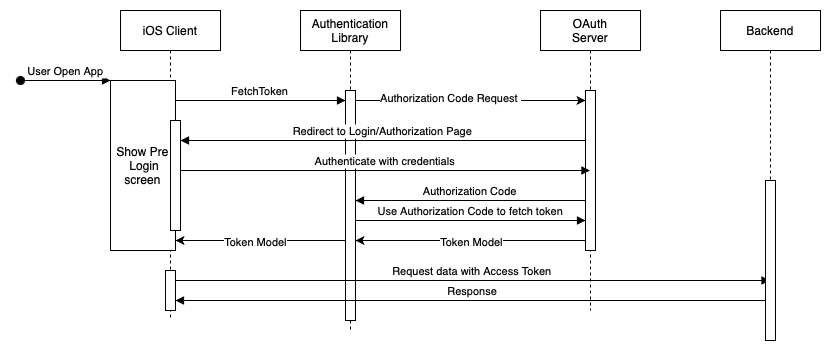 iOS Client
Authentication
Library
OAuth
Server
Backend
User Open App
FetchToken
Authorization Code Request
Redirect to Login/Authorization Page
Show Pre
Login
screen
Authenticate with credentials
Authorization Code
Use Authorization Code to fetch token
Token Model
Token Model
Request data with Access Token
Response